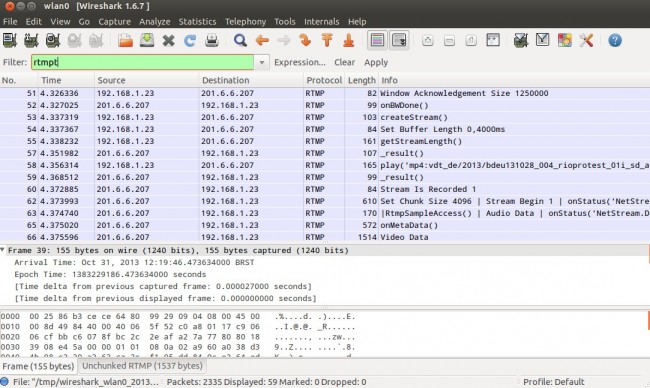 wlan0 [Wireshark 1.6.7]
File Edit View Go Capture Analyze Statistics Telephony Tools Internals Help
Filter: rtmpt Expression... Clear Apply
No. Time Source Destination Protocol Length Info
51 4.326336 192.168.1.23 201.6.6.207 RTMP 82 Window Acknowledgement Size 1250000
52 4.327025 201.6.6.207 192.168.1.23 RTMP 99 onBWDone()
53 4.337319 192.168.1.23 201.6.6.207 RTMP 103 createStream()
54 4.337367 192.168.1.23 201.6.6.207 RTMP 84 Set Buffer Length 0,4000ms
55 4.338232 192.168.1.23 201.6.6.207 RTMP 161 getStreamLength()
57 4.351982 201.6.6.207 192.168.1.23 RTMP 107 _result()
58 4.356314 192.168.1.23 201.6.6.207 RTMP 165 play('mp4:vdt_de/2013/bdeu131028_004_rioprotest_01i_sd_a
59 4.368512 201.6.6.207 192.168.1.23 RTMP 99 _result()
60 4.372885 201.6.6.207 192.168.1.23 RTMP 84 Stream Is Recorded 1
62 4.373993 201.6.6.207 192.168.1.23 RTMP 610 Set Chunk Size 4096 | Stream Begin 1 | onStatus('NetStre
63 4.374740 201.6.6.207 192.168.1.23 RTMP 170 |RtmpSampleAccess() | Audio Data | onStatus('NetStream.D
64 4.375020 201.6.6.207 192.168.1.23 RTMP 572 onMetaData()
66 4.375596 201.6.6.207 192.168.1.23 RTMP 1514 Video Data
Frame 39: 155 bytes on wire (1240 bits), 155 bytes captured (1240 bits)
Arrival Time: Oct 31, 2013 12:19:46.473634000 BRST
Epoch Time: 1383229186.473634000 seconds
[Time delta from previous captured frame: 0.000027000 seconds]
[Time delta from previous displayed frame: 0.000000000 seconds]
0000 00 25 86 b3 ce ce 64 80 99 29 09 04 08 00 45 00 .%....d. .)....E.
0010 00 8d 49 84 40 00 40 06 5f 52 c0 a8 01 17 c9 06 ..I.@.@. _R......
0020 06 cf bb c6 07 8f bc 2c 2e af a2 7a 77 80 80 18 ......., ...zw...
0030 39 08 e4 5a 00 00 01 01 08 0a 02 a9 60 a0 38 d3 9..Z.... ....`.8.
Frame (155 bytes) Unchunked RTMP (1537 bytes)
File: "/tmp/wireshark_wlan0_2013... Packets: 2335 Displayed: 59 Marked: 0 Dropped: 0 Profile: Default